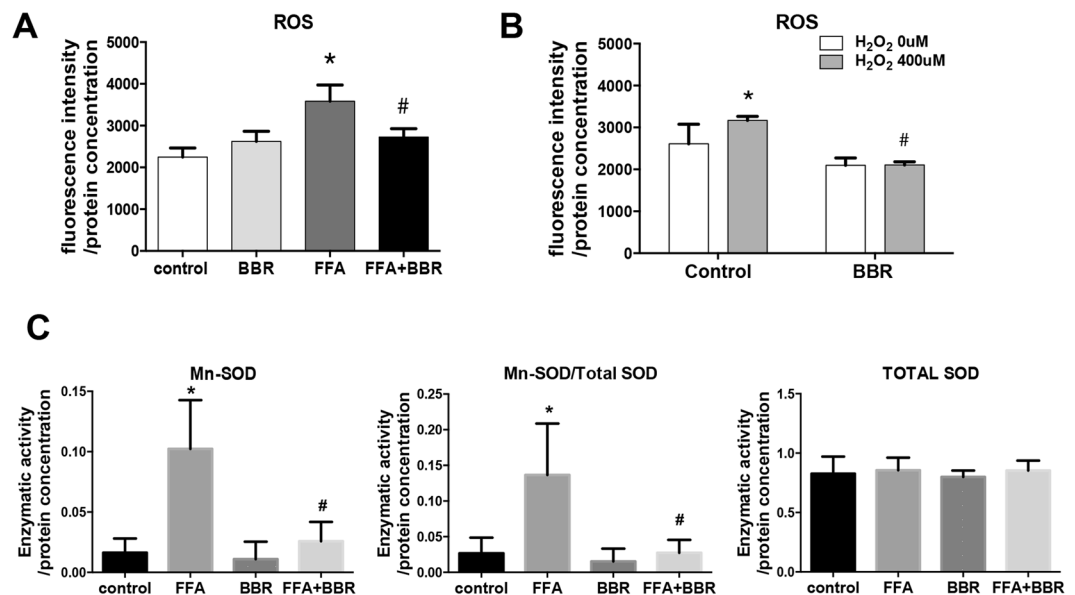 A
ROS
fluorescence intensity
/protein concentration
5000
4000
3000
2000
1000
0
*
#
control BBR FFA FFA+BBR
B
ROS
H₂O₂ 0uM
H₂O₂ 400uM
fluorescence intensity
/protein concentration
5000
4000
3000
2000
1000
0
*
#
Control BBR
C
Mn-SOD
Enzymatic activity
/protein concentration
0.15
0.10
0.05
0.00
*
#
control FFA BBR FFA+BBR
Mn-SOD/Total SOD
Enzymatic activity
/protein concentration
0.25
0.20
0.15
0.10
0.05
0.00
*
#
control FFA BBR FFA+BBR
TOTAL SOD
Enzymatic activity
/protein concentration
1.5
1.0
0.5
0.0
control FFA BBR FFA+BBR